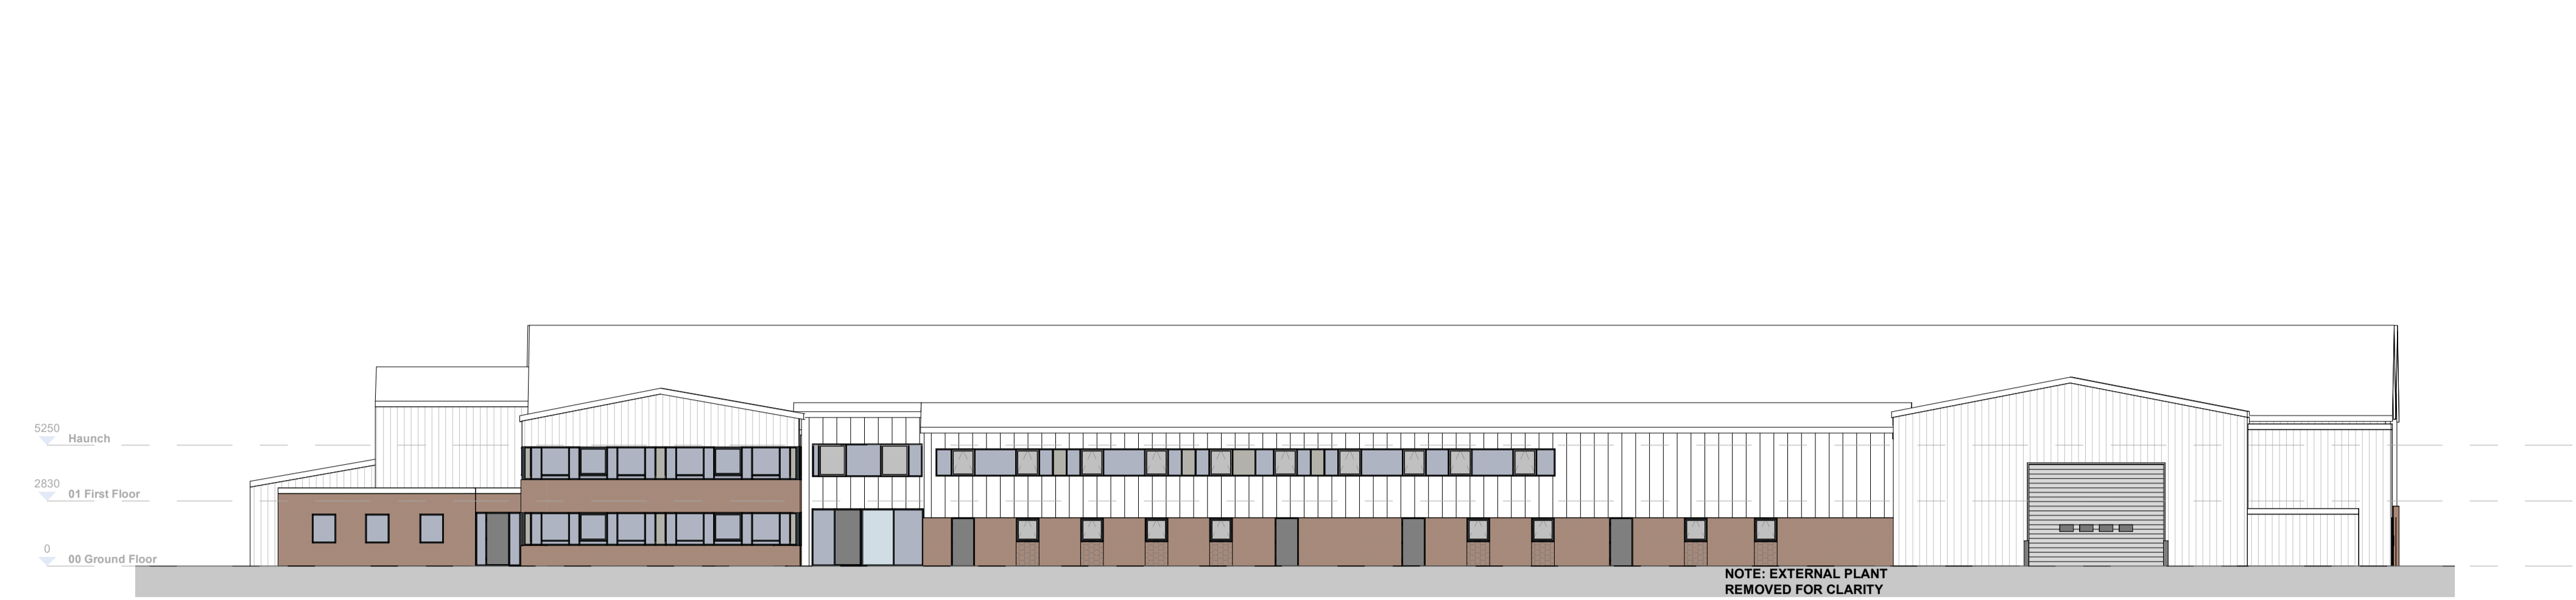 5250
Haunch
2830
01 First Floor
0
00 Ground Floor
NOTE: EXTERNAL PLANT
REMOVED FOR CLARITY